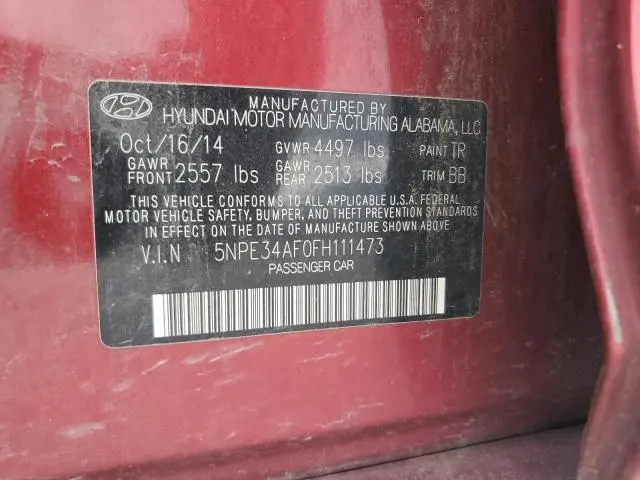 MANUFACTURED BY
HYUNDAI MOTOR MANUFACTURING ALABAMA, LLC
Oct/16/14 GVWR 4497 lbs PAINT TR
GAWR FRONT 2557 lbs GAWR REAR 2513 lbs TRIM BB
THIS VEHICLE CONFORMS TO ALL APPLICABLE U.S.A. FEDERAL
MOTOR VEHICLE SAFETY, BUMPER, AND THEFT PREVENTION STANDARDS
IN EFFECT ON THE DATE OF MANUFACTURE SHOWN ABOVE
V.I.N 5NPE34AF0FH111473
PASSENGER CAR